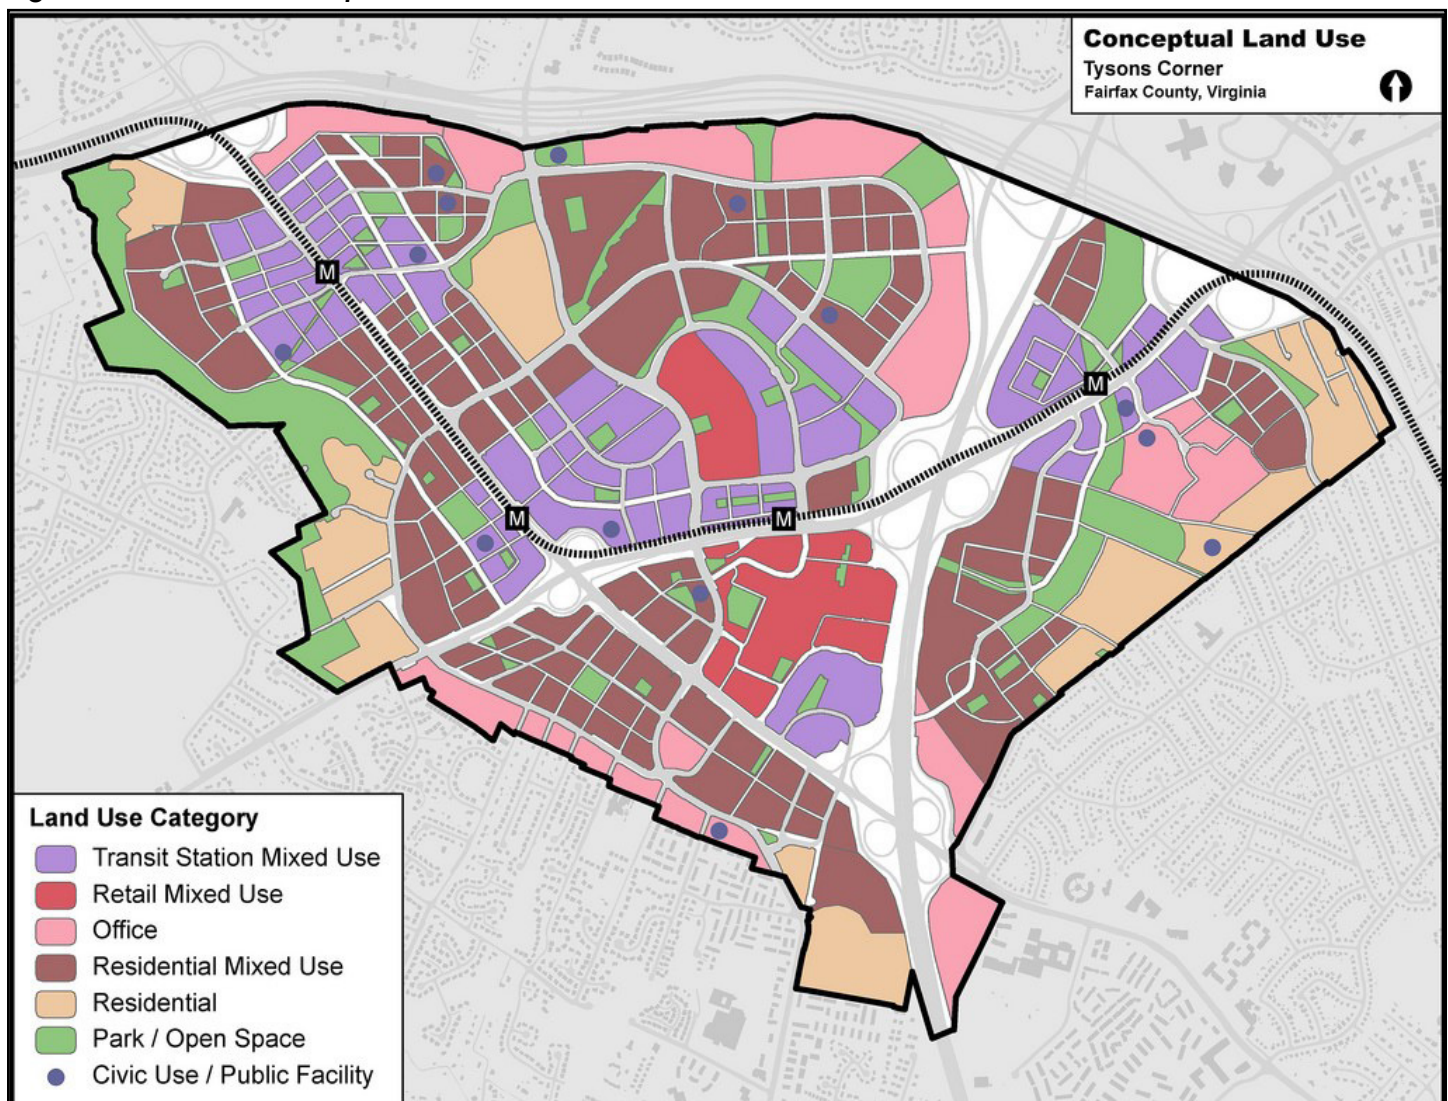 Conceptual Land Use
Tysons Corner
Fairfax County, Virginia
M
M
M
M
Land Use Category
Transit Station Mixed Use
Retail Mixed Use
Office
Residential Mixed Use
Residential
Park / Open Space
Civic Use / Public Facility